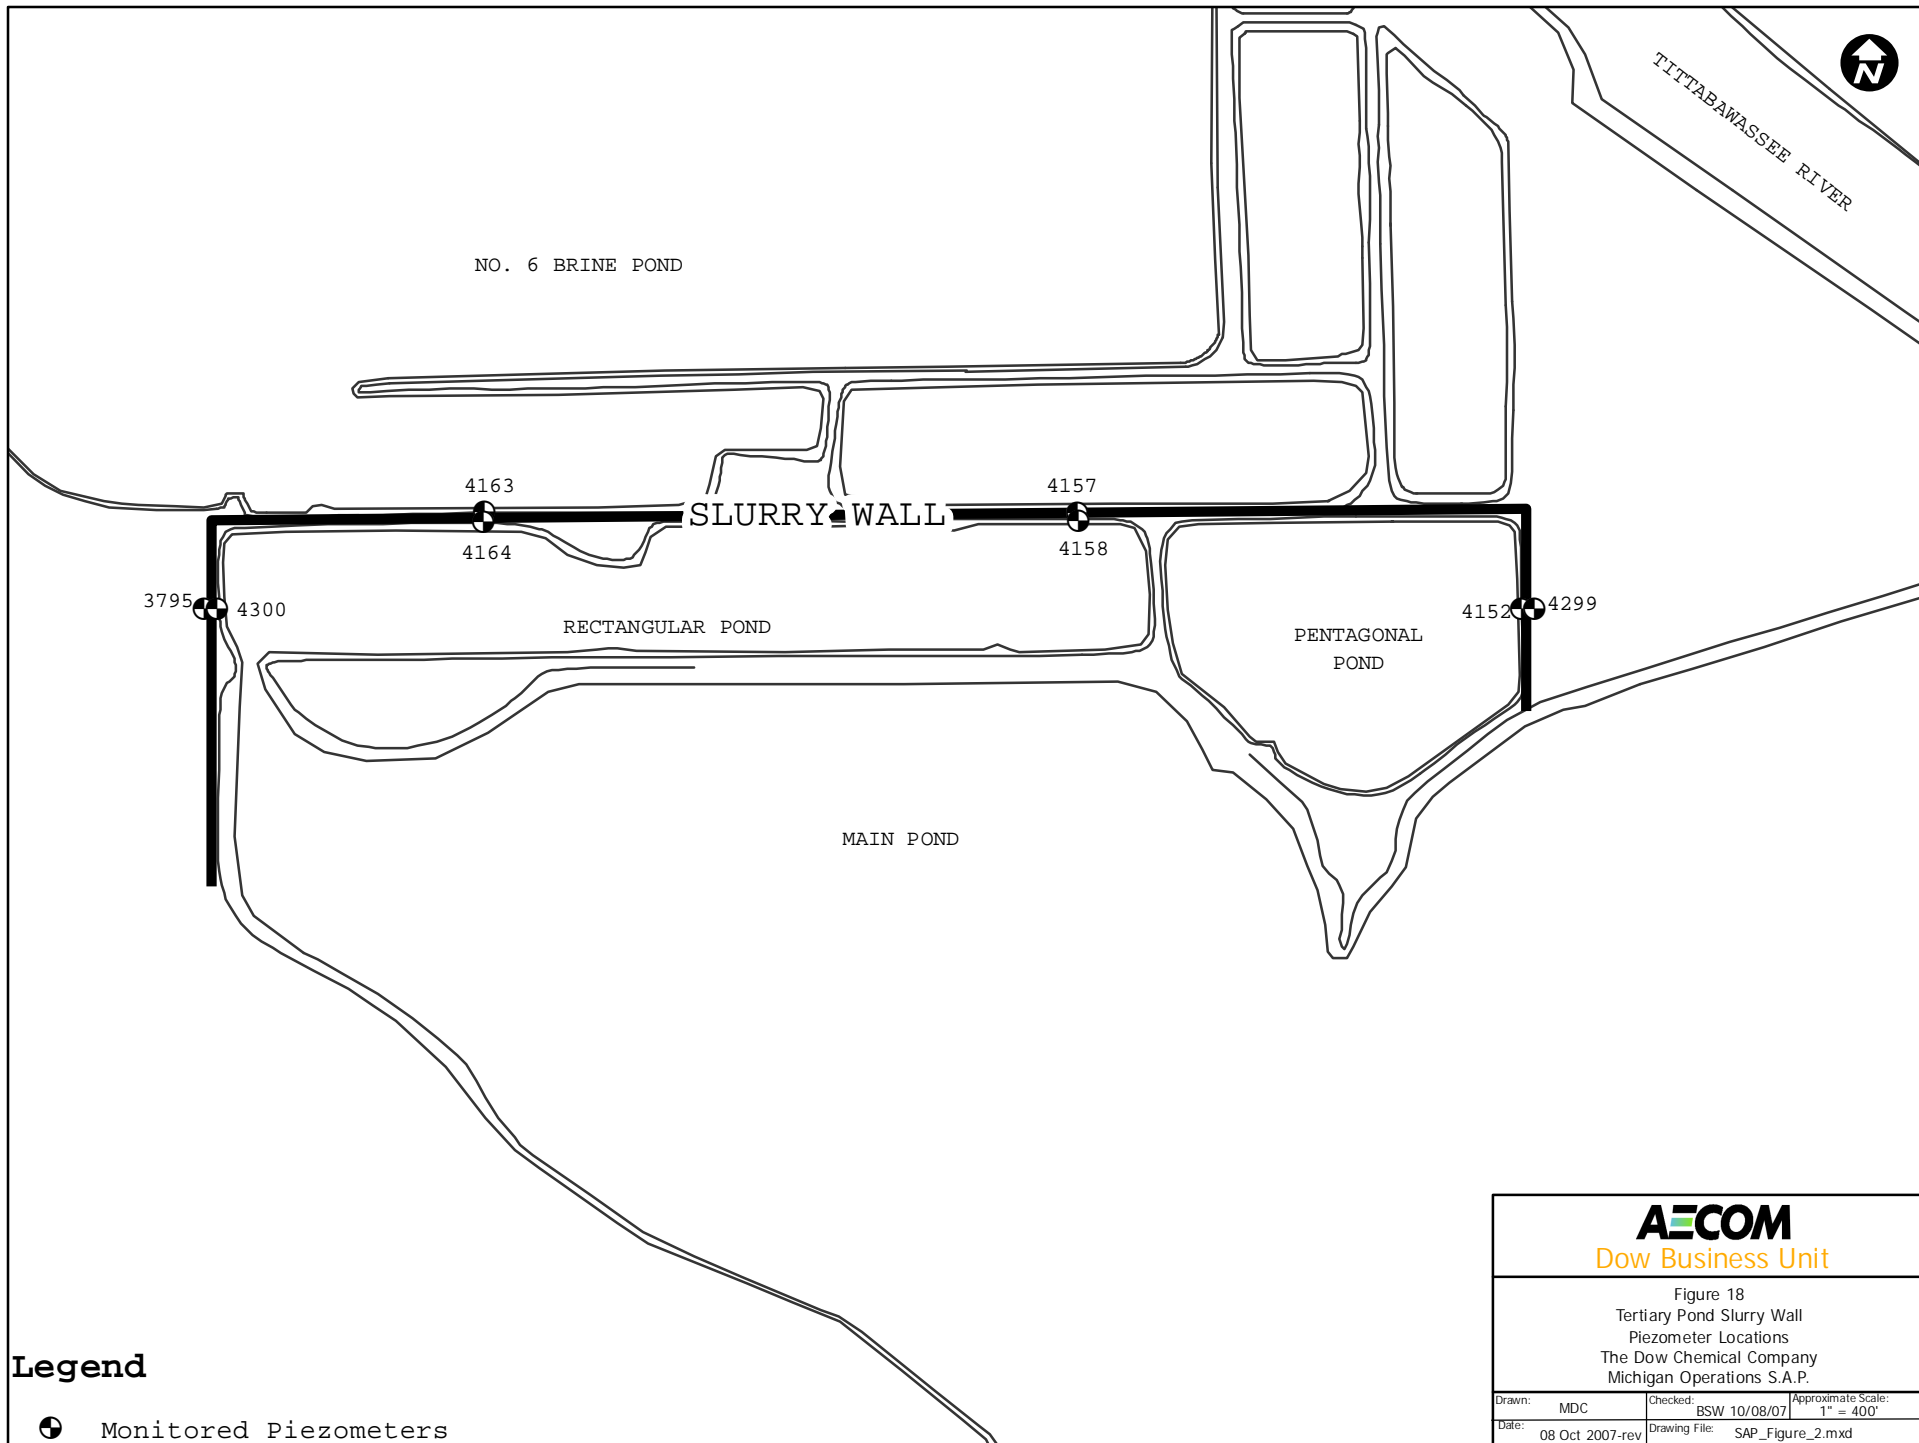 N
TITTABAWASSEE RIVER
NO. 6 BRINE POND
4163
4157
SLURRY WALL
4164
4158
3795
4300
4152
4299
RECTANGULAR POND
PENTAGONAL
POND
MAIN POND
AECOM
Dow Business Unit
Figure 18
Tertiary Pond Slurry Wall
Piezometer Locations
The Dow Chemical Company
Michigan Operations S.A.P.
Drawn: MDC
Checked: BSW 10/08/07
Approximate Scale: 1" = 400'
Date: 08 Oct 2007-rev
Drawing File: SAP_Figure_2.mxd
Legend
Monitored Piezometers